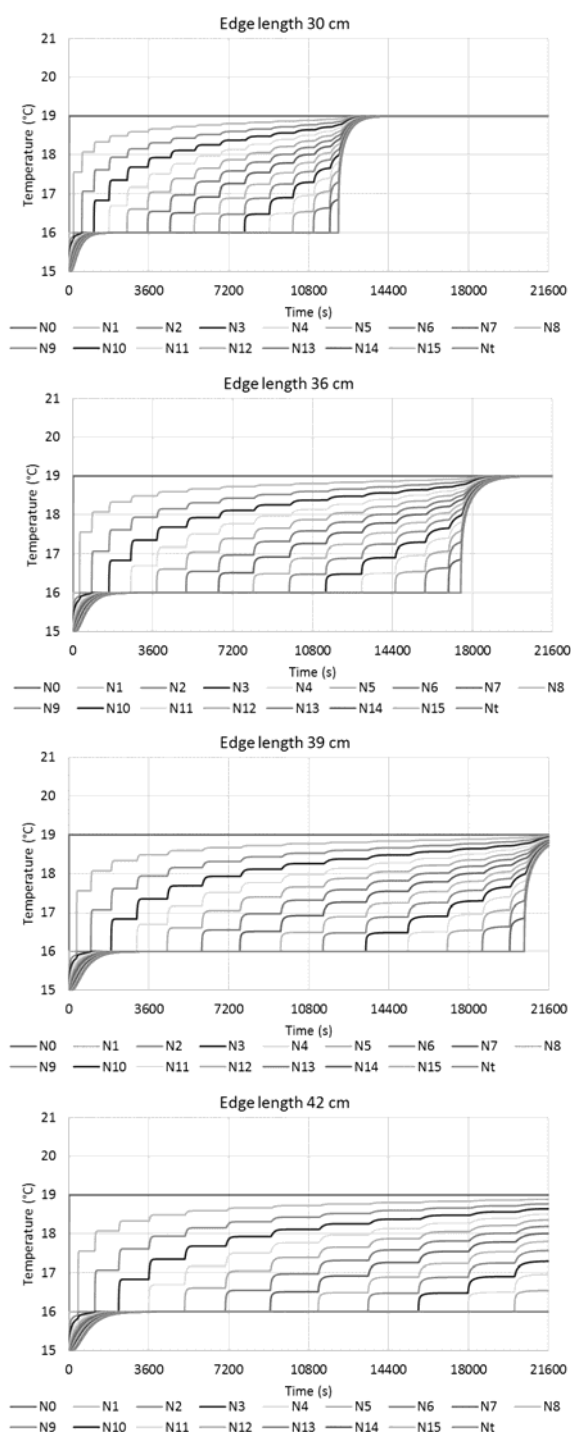 Edge length 30 cm
21
20
19
18
17
16
15
Temperature (°C)
0 3600 7200 10800 14400 18000 21600
Time (s)
N0 N1 N2 N3 N4 N5 N6 N7 N8
N9 N10 N11 N12 N13 N14 N15 Nt
Edge length 36 cm
21
20
19
18
17
16
15
Temperature (°C)
0 3600 7200 10800 14400 18000 21600
Time (s)
N0 N1 N2 N3 N4 N5 N6 N7 N8
N9 N10 N11 N12 N13 N14 N15 Nt
Edge length 39 cm
21
20
19
18
17
16
15
Temperature (°C)
0 3600 7200 10800 14400 18000 21600
Time (s)
N0 N1 N2 N3 N4 N5 N6 N7 N8
N9 N10 N11 N12 N13 N14 N15 Nt
Edge length 42 cm
21
20
19
18
17
16
15
Temperature (°C)
0 3600 7200 10800 14400 18000 21600
Time (s)
N0 N1 N2 N3 N4 N5 N6 N7 N8
N9 N10 N11 N12 N13 N14 N15 Nt